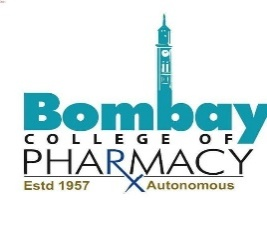 Bombay
COLLEGE OF
PHARMACY
Estd 1957 Autonomous